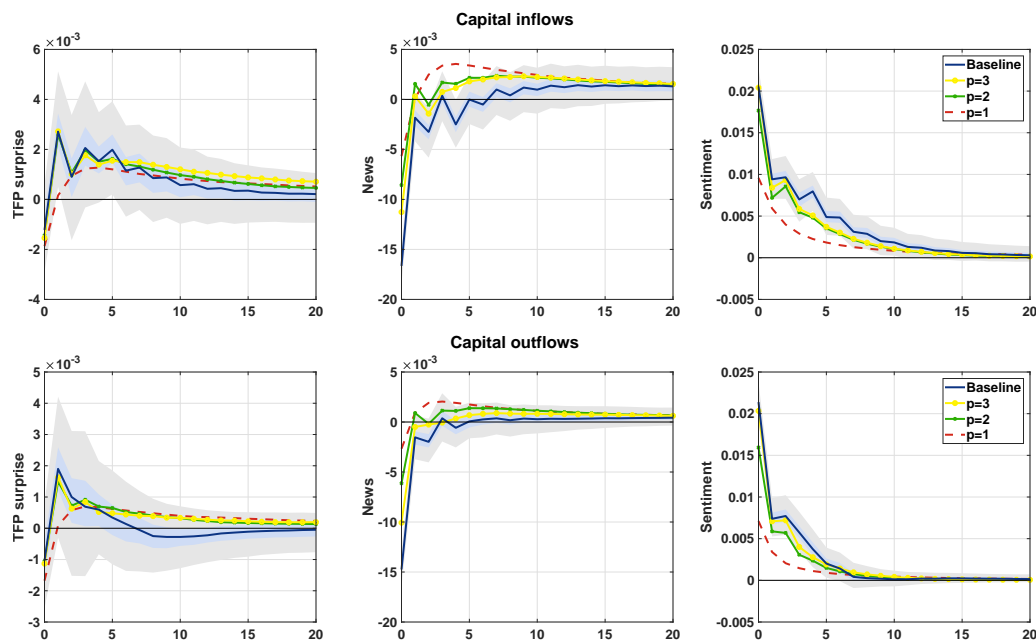 Capital inflows
×10⁻³
6
4
2
0
-2
-4
TFP surprise
0 5 10 15 20
×10⁻³
5
0
-5
-10
-15
-20
News
0 5 10 15 20
0.025
0.02
0.015
0.01
0.005
0
-0.005
Sentiment
0 5 10 15 20
Baseline
p=3
p=2
p=1
Capital outflows
×10⁻³
5
4
3
2
1
0
-1
-2
-3
TFP surprise
0 5 10 15 20
×10⁻³
5
0
-5
-10
-15
-20
News
0 5 10 15 20
0.025
0.02
0.015
0.01
0.005
0
-0.005
Sentiment
0 5 10 15 20
Baseline
p=3
p=2
p=1